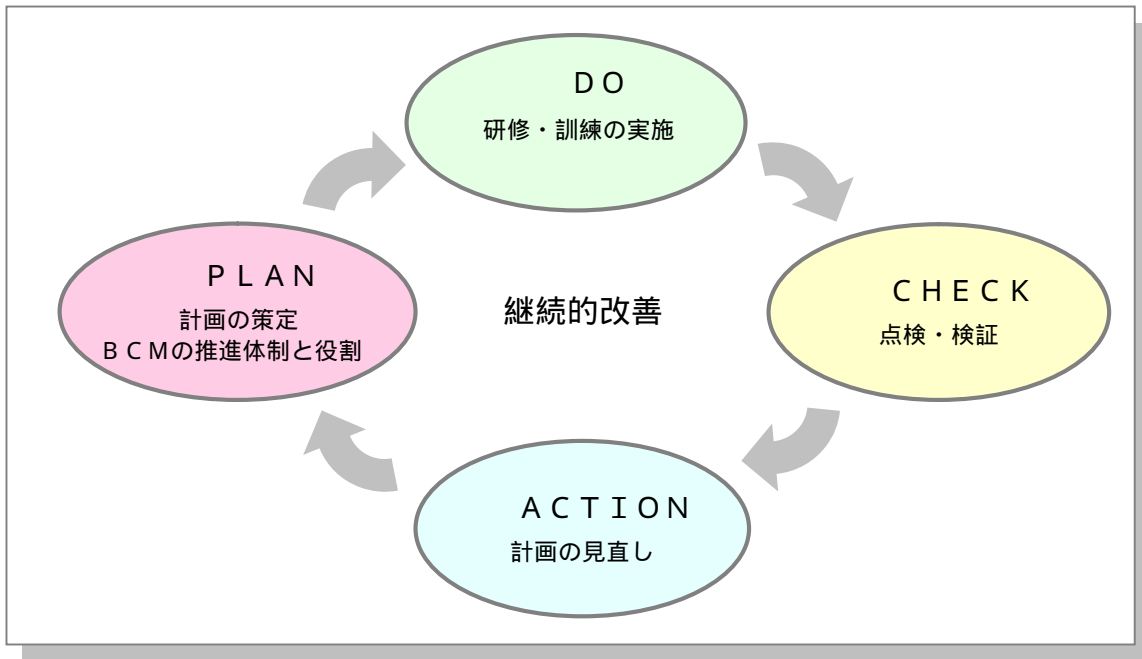 ＤＯ
研修・訓練の実施
ＰＬＡＮ
計画の策定
ＢＣＭの推進体制と役割
継続的改善
ＣＨＥＣＫ
点検・検証
ＡＣＴＩＯＮ
計画の見直し